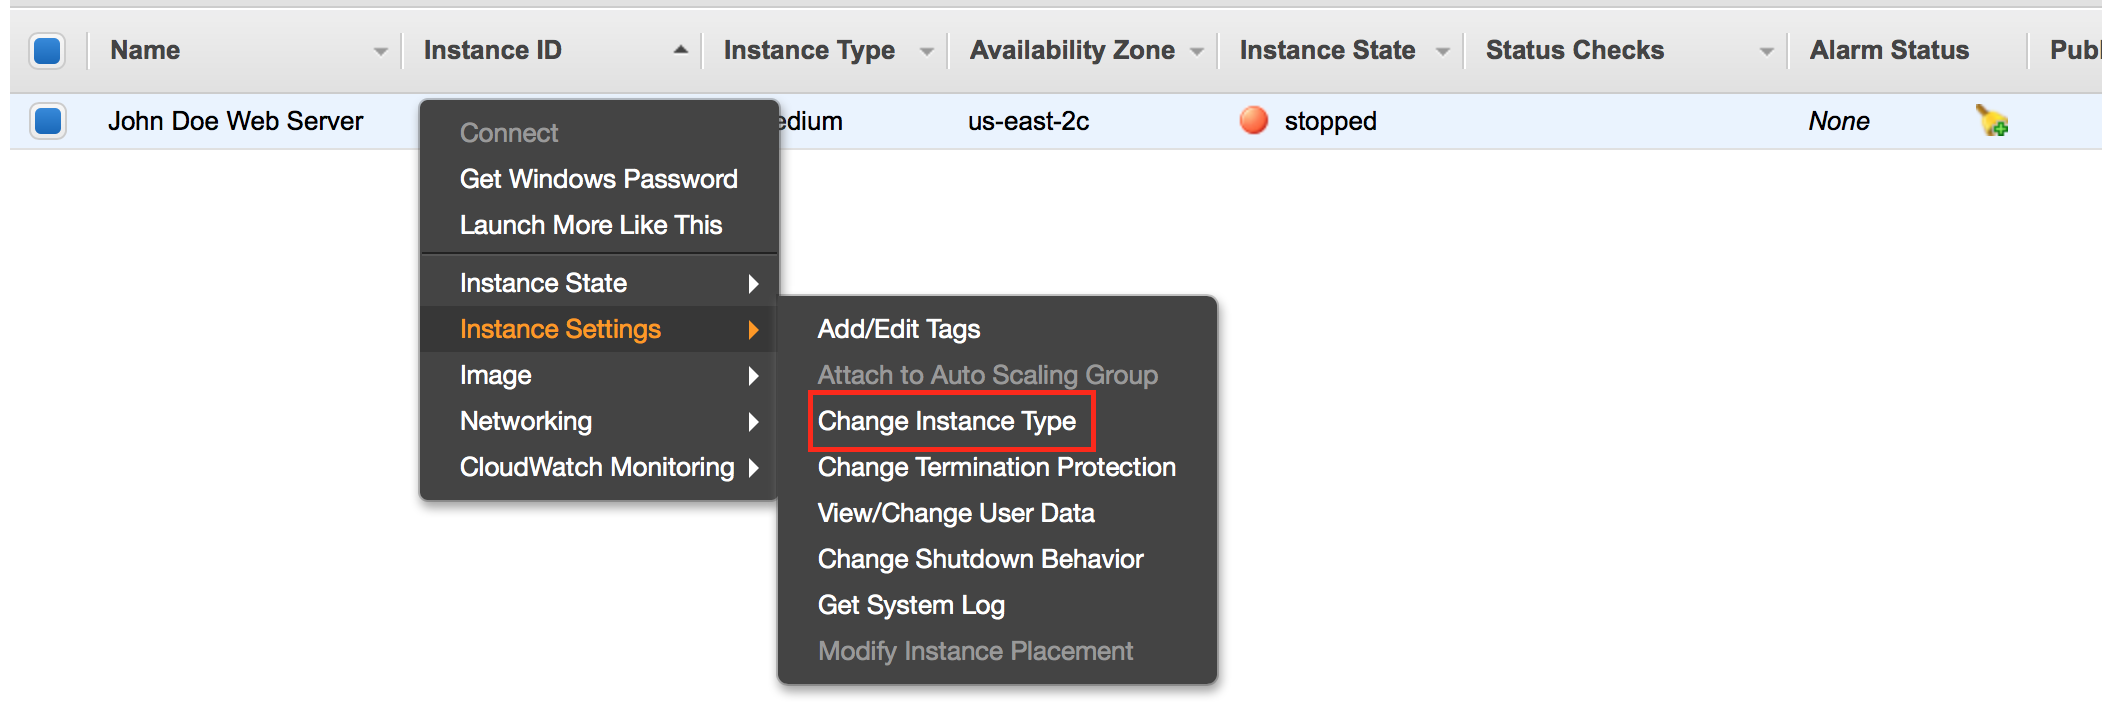 Name Instance ID Instance Type Availability Zone Instance State Status Checks Alarm Status
John Doe Web Server us-east-2c stopped None
Connect
Get Windows Password
Launch More Like This
Instance State
Instance Settings
Image
Networking
CloudWatch Monitoring
Add/Edit Tags
Attach to Auto Scaling Group
Change Instance Type
Change Termination Protection
View/Change User Data
Change Shutdown Behavior
Get System Log
Modify Instance Placement